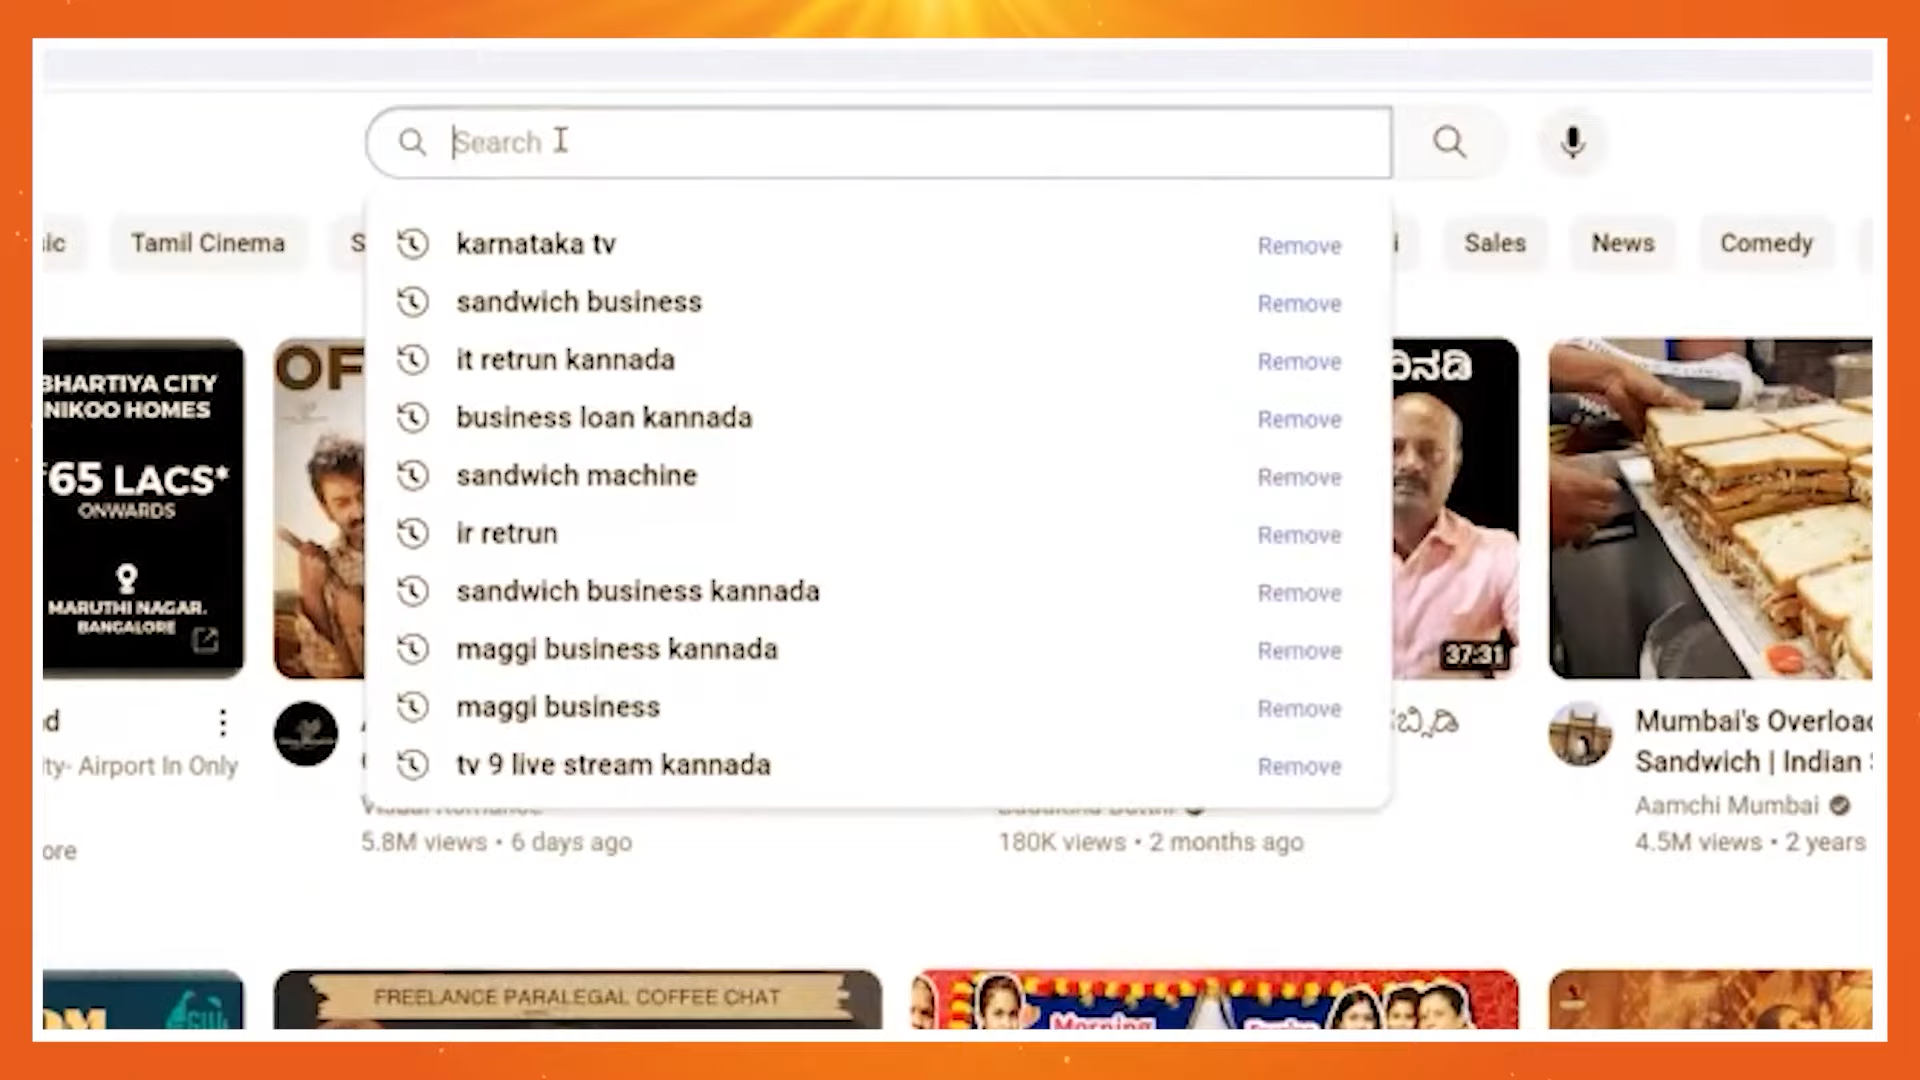 Search
Tamil Cinema
Sales
News
Comedy
karnataka tv
Remove
sandwich business
Remove
it retrun kannada
Remove
business loan kannada
Remove
sandwich machine
Remove
ir retrun
Remove
sandwich business kannada
Remove
maggi business kannada
Remove
maggi business
Remove
tv 9 live stream kannada
Remove
BHARTIYA CITY
NIKOO HOMES
₹65 LACS*
ONWARDS
MARUTHI NAGAR.
BANGALORE
OF
37:31
Airport In Only
5.8M views • 6 days ago
180K views • 2 months ago
Mumbai's
Sandwich | Indian
Aamchi Mumbai
4.5M views • 2 years
FREELANCE PARALEGAL COFFEE CHAT
Morning